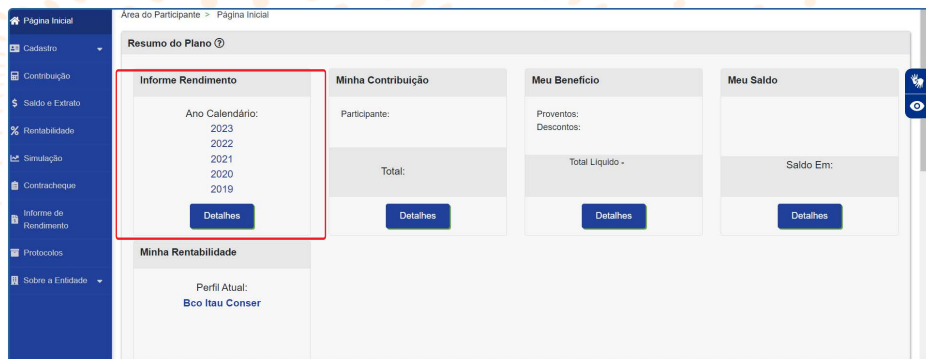 Página Inicial
Cadastro
Contribuição
Saldo e Extrato
Rentabilidade
Simulação
Contracheque
Informe de
Rendimento
Protocolos
Sobre a Entidade
Área do Participante > Página Inicial
Resumo do Plano
Informe Rendimento
Ano Calendário:
2023
2022
2021
2020
2019
Detalhes
Minha Contribuição
Participante:
Total:
Detalhes
Meu Benefício
Proventos:
Descontos:
Total Líquido -
Detalhes
Meu Saldo
Saldo Em:
Detalhes
Minha Rentabilidade
Perfil Atual:
Bco Itau Conser